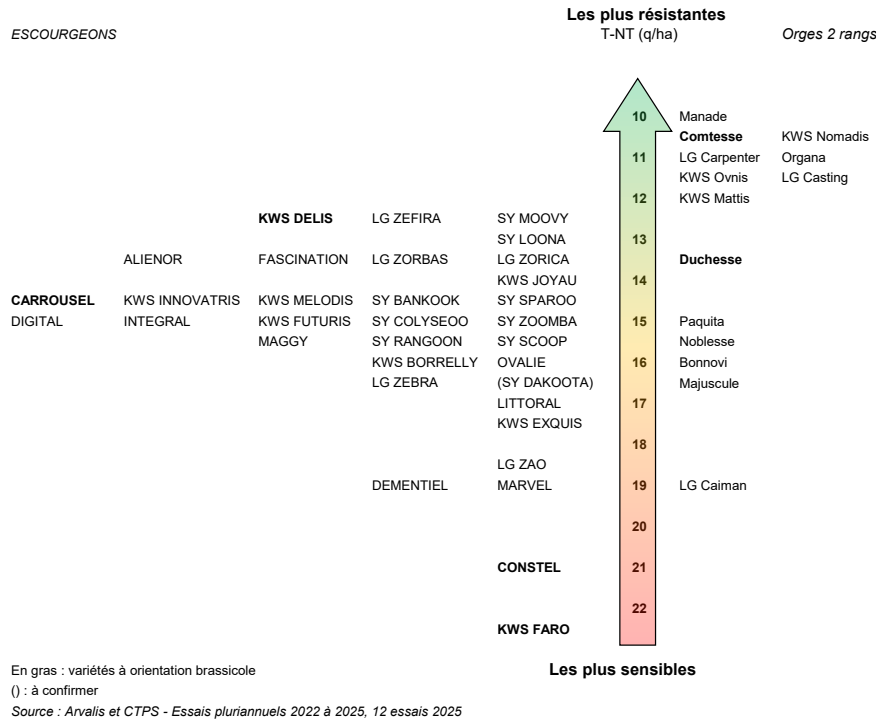 Les plus résistantes
ESCOURGEONS T-NT (q/ha) Orges 2 rangs
10 Manade
Comtesse KWS Nomadis
11 LG Carpenter Organa
KWS Ovnis LG Casting
12 KWS Mattis
KWS DELIS LG ZEFIRA SY MOOVY
SY LOONA 13
ALIENOR FASCINATION LG ZORBAS LG ZORICA Duchesse
KWS JOYAU 14
CARROUSEL KWS INNOVATRIS KWS MELODIS SY BANKOOK SY SPAROO
DIGITAL INTEGRAL KWS FUTURIS SY COLYSEOO SY ZOOMBA 15 Paquita
MAGGY SY RANGOON SY SCOOP Noblesse
KWS BORRELLY OVALIE 16 Bonnovi
LG ZEBRA (SY DAKOOTA) Majuscule
LITTORAL 17
KWS EXQUIS
18
LG ZAO
DEMENTIEL MARVEL 19 LG Caiman
20
CONSTEL 21
22
KWS FARO
En gras : variétés à orientation brassicole Les plus sensibles
() : à confirmer
Source : Arvalis et CTPS - Essais pluriannuels 2022 à 2025, 12 essais 2025